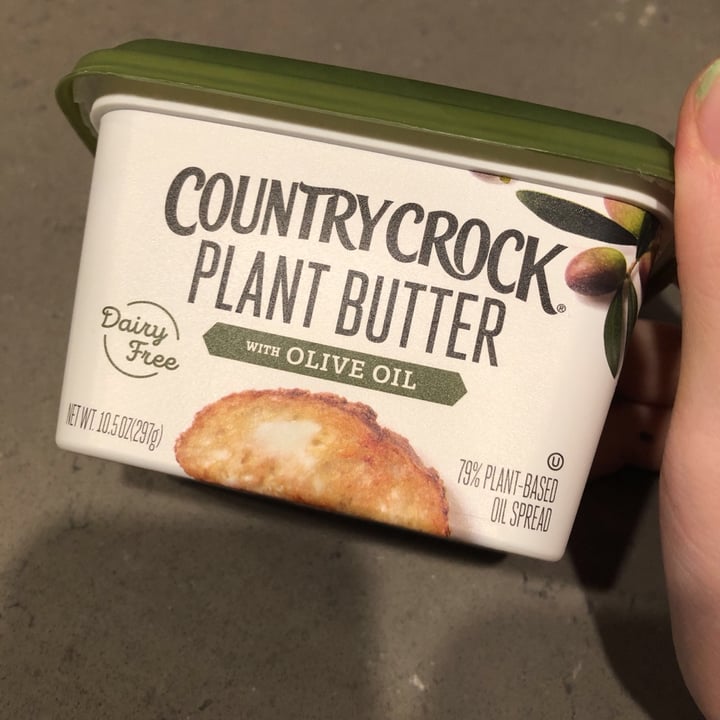 COUNTRY CROCK®
PLANT BUTTER
WITH OLIVE OIL
Dairy
Free
NET WT. 10.5 OZ (297g)
U
79% PLANT-BASED
OIL SPREAD